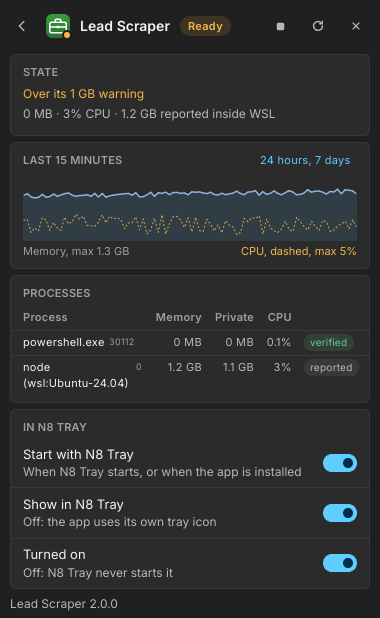 Lead Scraper Ready
STATE
Over its 1 GB warning
0 MB · 3% CPU · 1.2 GB reported inside WSL
LAST 15 MINUTES 24 hours, 7 days
Memory, max 1.3 GB CPU, dashed, max 5%
PROCESSES
Process Memory Private CPU
powershell.exe 30112 0 MB 0 MB 0.1% verified
node 0 1.2 GB 1.1 GB 3% reported
(wsl:Ubuntu-24.04)
IN N8 TRAY
Start with N8 Tray
When N8 Tray starts, or when the app is installed
Show in N8 Tray
Off: the app uses its own tray icon
Turned on
Off: N8 Tray never starts it
Lead Scraper 2.0.0